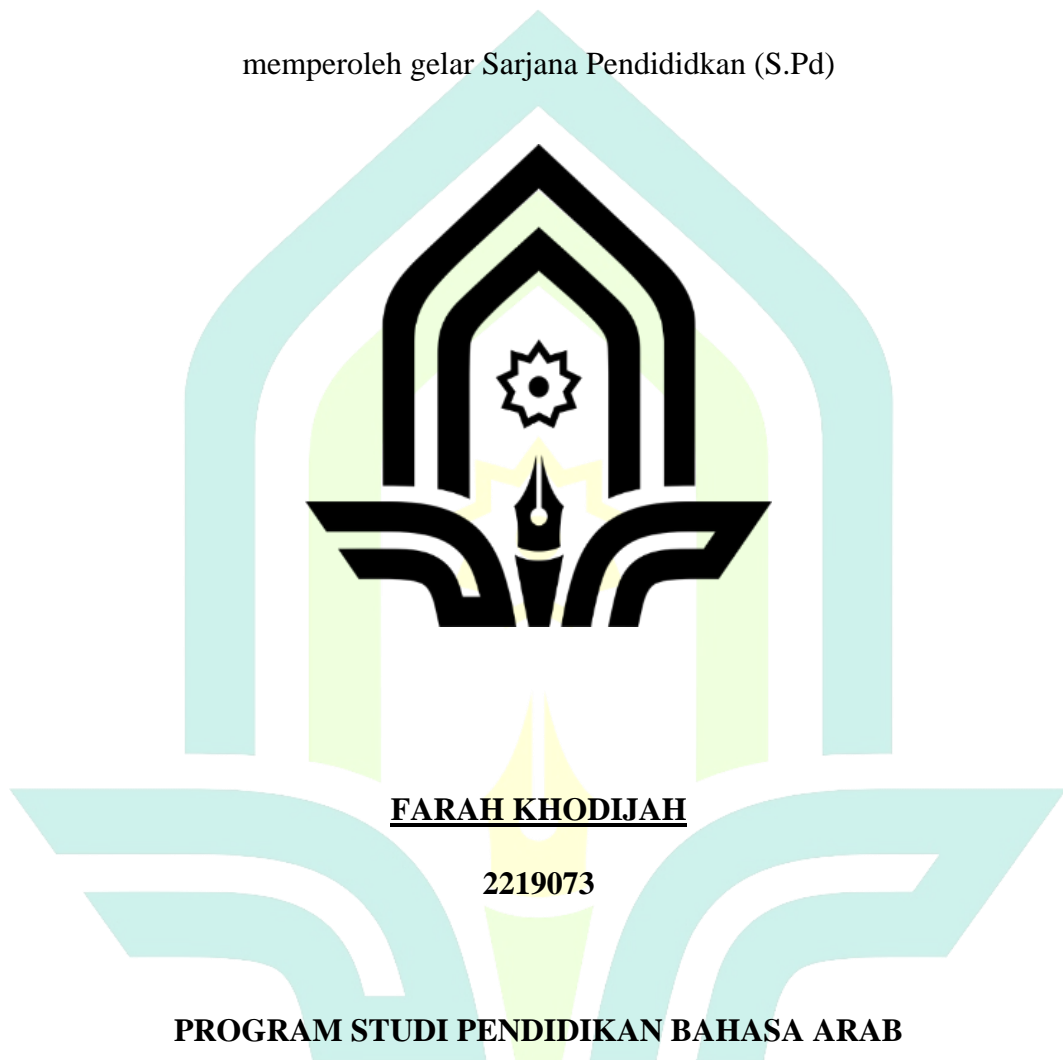 memperoleh gelar Sarjana Pendididkan (S.Pd)
FARAH KHODIJAH
2219073
PROGRAM STUDI PENDIDIKAN BAHASA ARAB